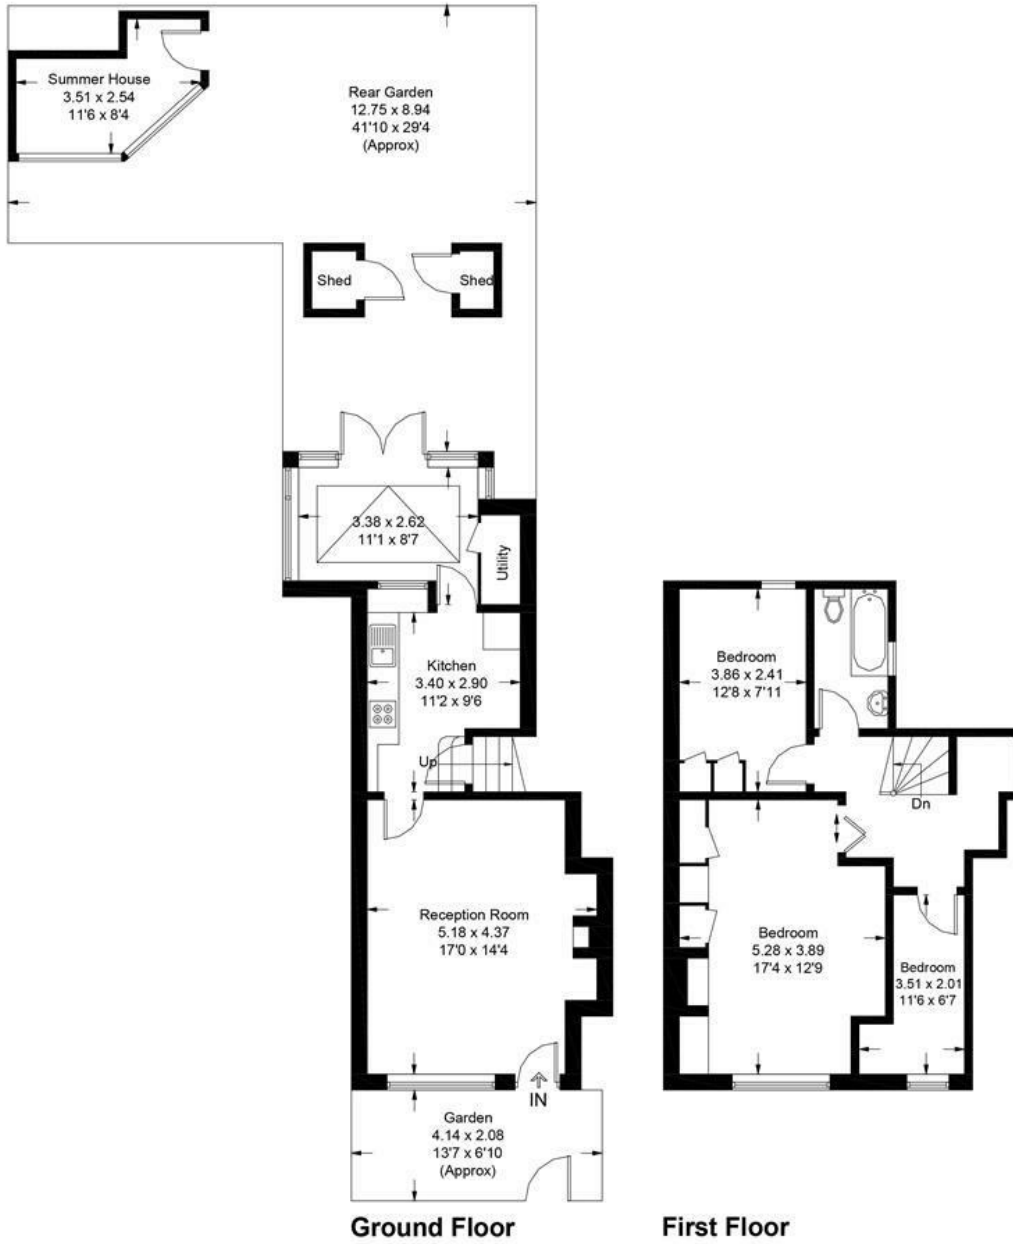 Summer House
3.51 x 2.54
11'6 x 8'4
Rear Garden
12.75 x 8.94
41'10 x 29'4
(Approx)
Shed
Shed
3.38 x 2.62
11'1 x 8'7
Utility
Kitchen
3.40 x 2.90
11'2 x 9'6
Up
Reception Room
5.18 x 4.37
17'0 x 14'4
IN
Garden
4.14 x 2.08
13'7 x 6'10
(Approx)
Ground Floor
Bedroom
3.86 x 2.41
12'8 x 7'11
Dn
Bedroom
5.28 x 3.89
17'4 x 12'9
Bedroom
3.51 x 2.01
11'6 x 6'7
First Floor